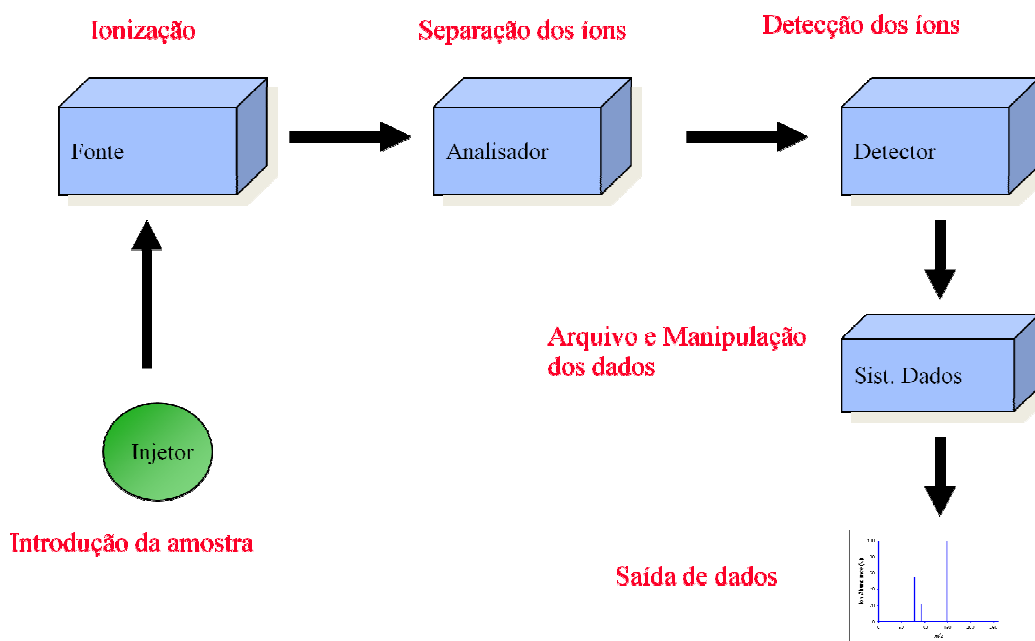 Ionização
Separação dos íons
Detecção dos íons
Fonte
Analisador
Detector
Arquivo e Manipulação
dos dados
Sist. Dados
Injetor
Introdução da amostra
Saída de dados
m/z